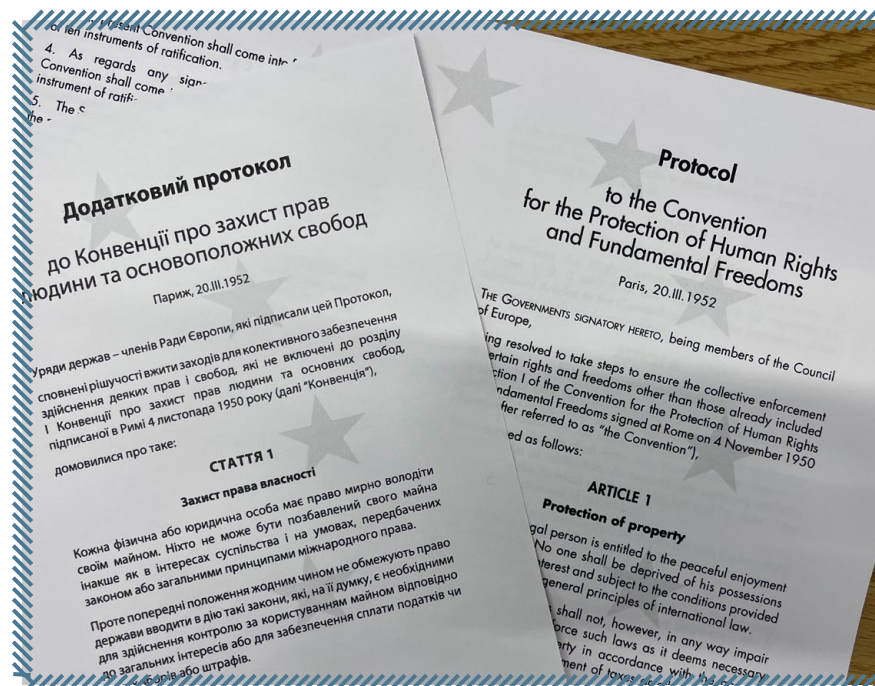 present Convention shall come into
ten instruments of ratification.
4. As regards any
Convention shall come
instrument of
5. The
the
Додатковий протокол
до Конвенції про захист прав
людини та основоположних свобод
Париж, 20.III.1952
Уряди держав – членів Ради Європи, які підписали цей Протокол,
сповнені рішучості вжити заходів для колективного забезпечення
здійснення деяких прав і свобод, які не включені до розділу
I Конвенції про захист прав людини та основних свобод,
підписаної в Римі 4 листопада 1950 року (далі “Конвенція”),
домовилися про таке:
СТАТТЯ 1
Захист права власності
Кожна фізична або юридична особа має право мирно володіти
своїм майном. Ніхто не може бути позбавлений свого майна
інакше як в інтересах суспільства і на умовах, передбачених
законом або загальними принципами міжнародного права.
Проте попередні положення жодним чином не обмежують право
держави вводити в дію такі закони, які, на її думку, є необхідними
для здійснення контролю за користуванням майном відповідно
до загальних інтересів або для забезпечення сплати податків чи
або штрафів.
Protocol
to the Convention
for the Protection of Human Rights
and Fundamental Freedoms
Paris, 20.III.1952
THE GOVERNMENTS SIGNATORY HERETO, being members of the Council
of Europe,
ing resolved to take steps to ensure the collective enforcement
ertain rights and freedoms other than those already included
ction I of the Convention for the Protection of Human Rights
ndamental Freedoms signed at Rome on 4 November 1950
fter referred to as “the Convention”),
ed as follows:
ARTICLE 1
Protection of property
gal person is entitled to the peaceful enjoyment
No one shall be deprived of his possessions
terest and subject to the conditions provided
general principles of international law.
shall not, however, in any way impair
force such laws as it deems necessary
erty in accordance with the
ment of taxes